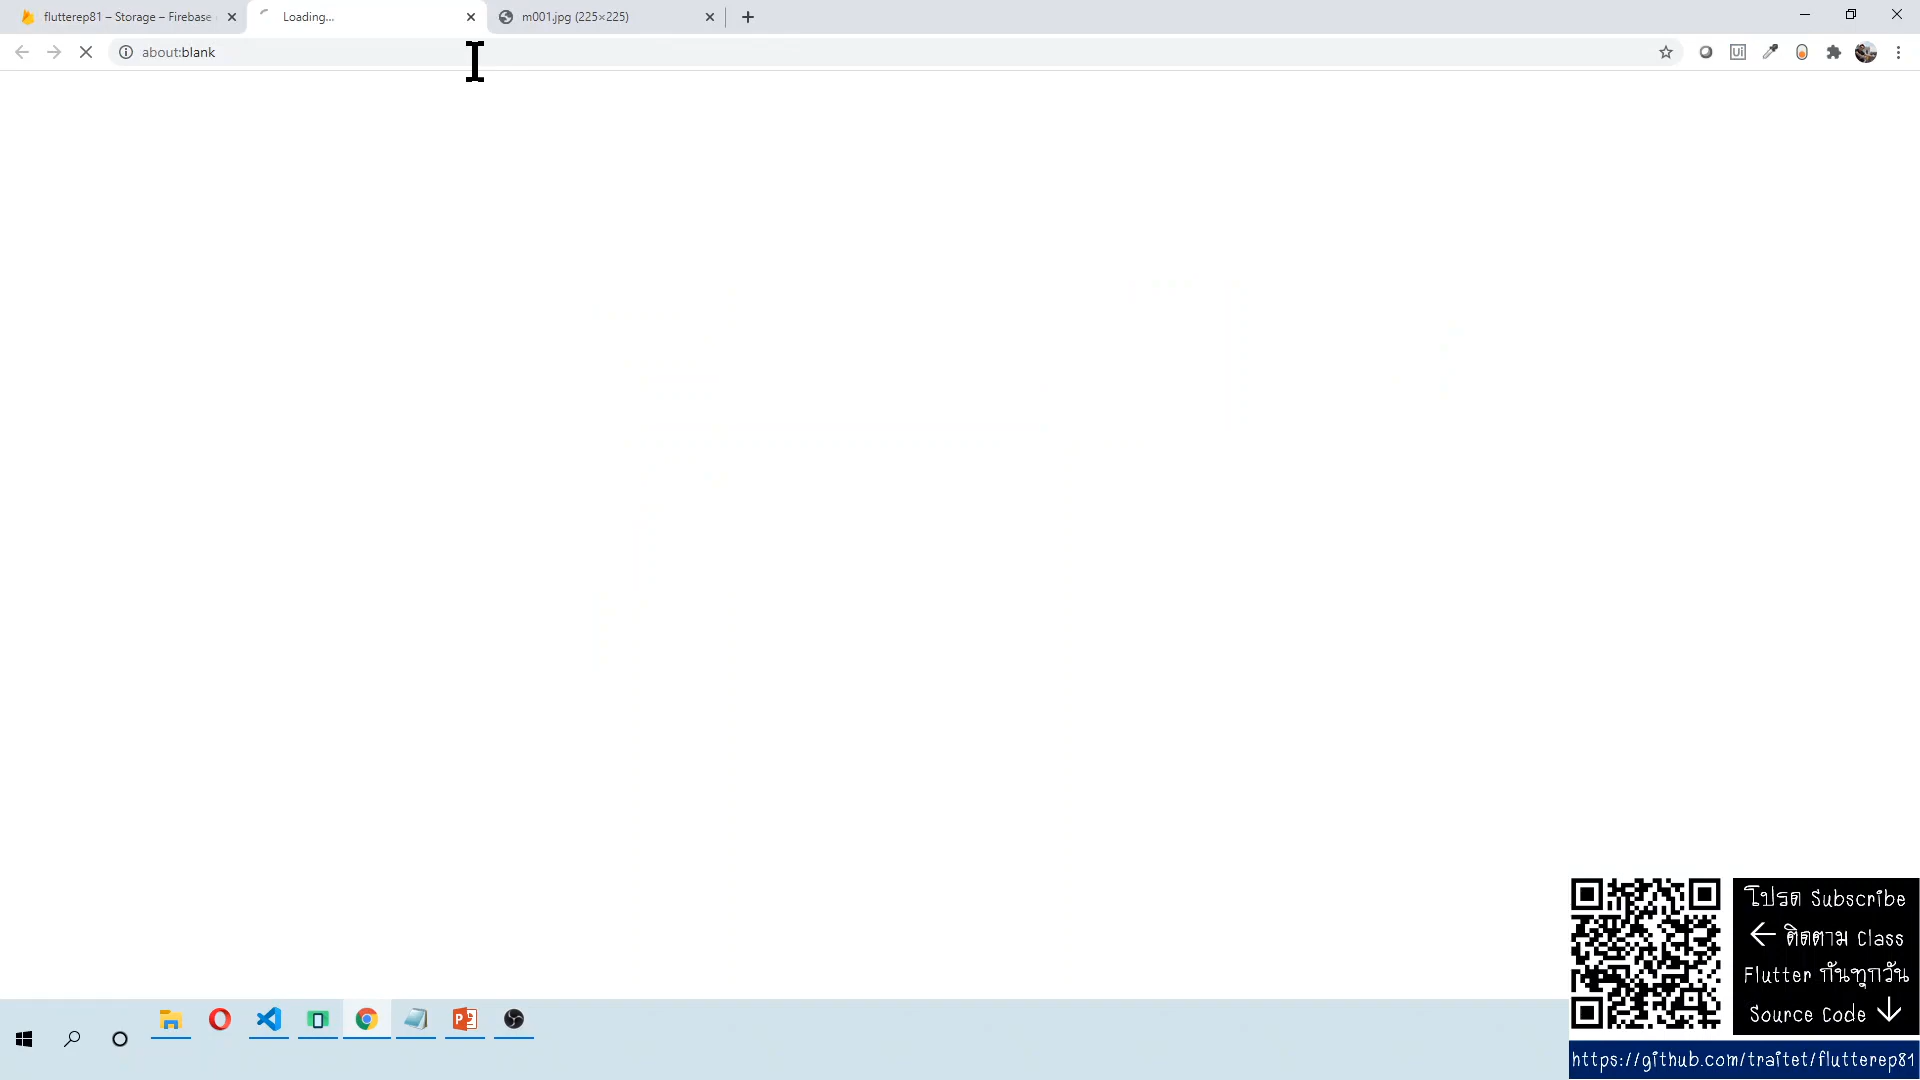 flutterep81 – Storage – Firebase
Loading...
m001.jpg (225×225)
about:blank
โปรด Subscribe
← ติดตาม Class
Flutter กันทุกวัน
Source Code ↓
https://github.com/traitet/flutterep81